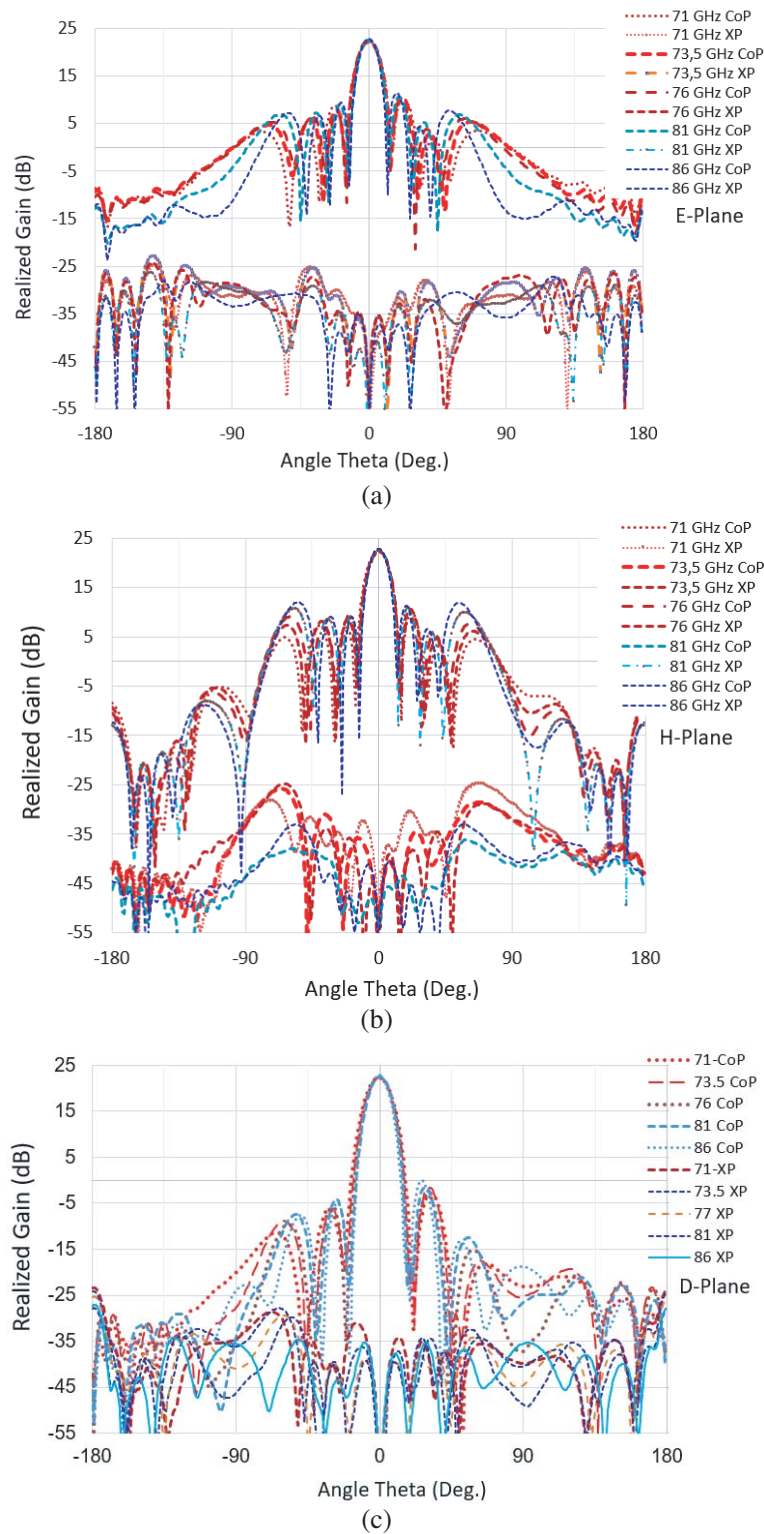 71 GHz CoP
71 GHz XP
73,5 GHz CoP
73,5 GHz XP
76 GHz CoP
76 GHz XP
81 GHz CoP
81 GHz XP
86 GHz CoP
86 GHz XP
E-Plane
Realized Gain (dB)
25
15
5
-5
-15
-25
-35
-45
-55
-180
-90
0
90
180
Angle Theta (Deg.)
(a)
71 GHz CoP
71 GHz XP
73,5 GHz CoP
73,5 GHz XP
76 GHz CoP
76 GHz XP
81 GHz CoP
81 GHz XP
86 GHz CoP
86 GHz XP
H-Plane
Realized Gain (dB)
25
15
5
-5
-15
-25
-35
-45
-55
-180
-90
0
90
180
Angle Theta (Deg.)
(b)
71-CoP
73.5 CoP
76 CoP
81 CoP
86 CoP
71-XP
73.5 XP
77 XP
81 XP
86 XP
D-Plane
Realized Gain (dB)
25
15
5
-5
-15
-25
-35
-45
-55
-180
-90
0
90
180
Angle Theta (Deg.)
(c)